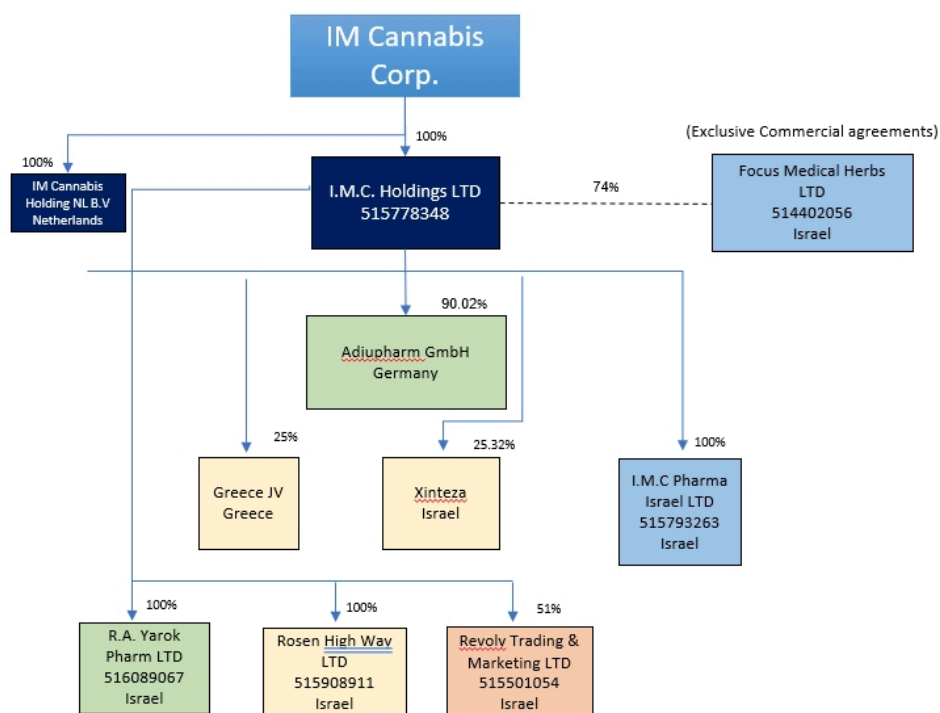 IM Cannabis
Corp.
100%
100%
(Exclusive Commercial agreements)
IM Cannabis
Holding NL B.V
Netherlands
I.M.C. Holdings LTD
515778348
74%
Focus Medical Herbs
LTD
514402056
Israel
90.02%
Adiupharm GmbH
Germany
25%
25.32%
100%
Greece JV
Greece
Xinteza
Israel
I.M.C Pharma
Israel LTD
515793263
Israel
100%
100%
51%
R.A. Yarok
Pharm LTD
516089067
Israel
Rosen High Way
LTD
515908911
Israel
Revoly Trading &
Marketing LTD
515501054
Israel